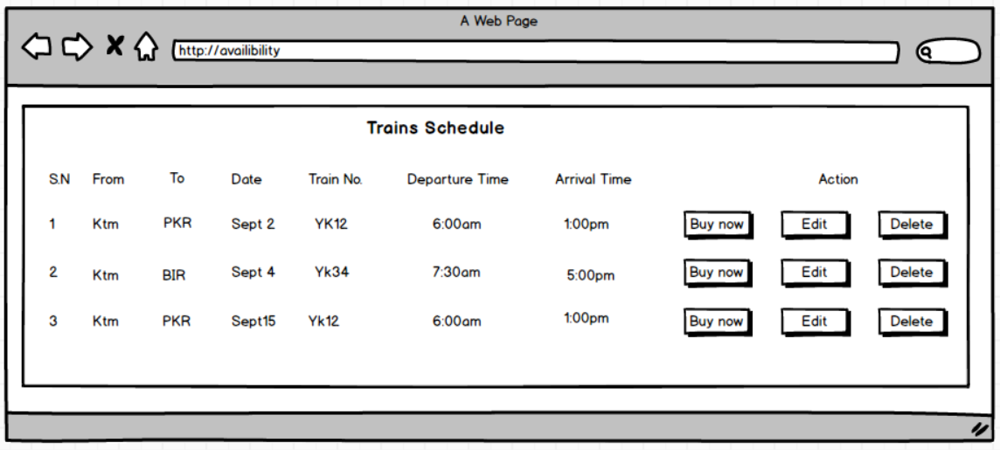 A Web Page
http://availibility
Trains Schedule
S.N From To Date Train No. Departure Time Arrival Time Action
1 Ktm PKR Sept 2 YK12 6:00am 1:00pm Buy now Edit Delete
2 Ktm BIR Sept 4 Yk34 7:30am 5:00pm Buy now Edit Delete
3 Ktm PKR Sept15 Yk12 6:00am 1:00pm Buy now Edit Delete